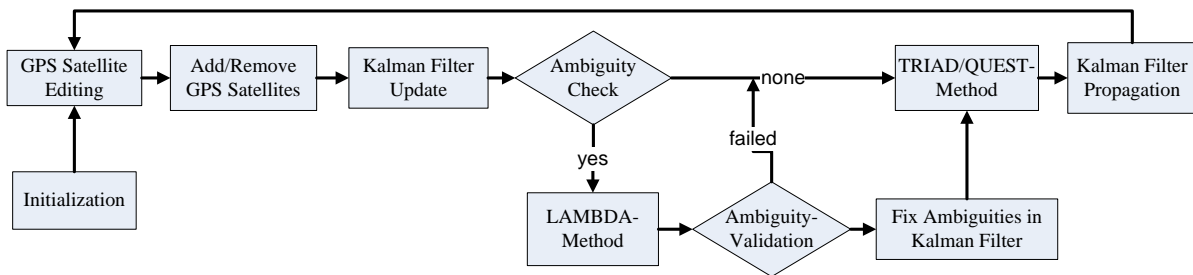 GPS Satellite
Editing
Add/Remove
GPS Satellites
Kalman Filter
Update
Ambiguity
Check
none
TRIAD/QUEST-
Method
Kalman Filter
Propagation
failed
yes
Initialization
LAMBDA-
Method
Ambiguity-
Validation
Fix Ambiguities in
Kalman Filter